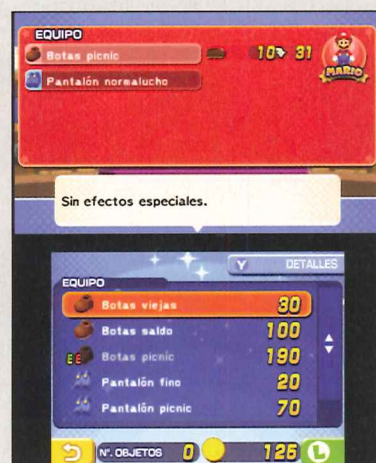 EQUIPO
Botas picnic 10 31
MARIO
Pantalón normalucho
Sin efectos especiales.
Y DETALLES
EQUIPO
Botas viejas 30
Botas saldo 100
E E Botas picnic 190
Pantalón fino 20
Pantalón picnic 70
Nº. OBJETOS 0 125 L